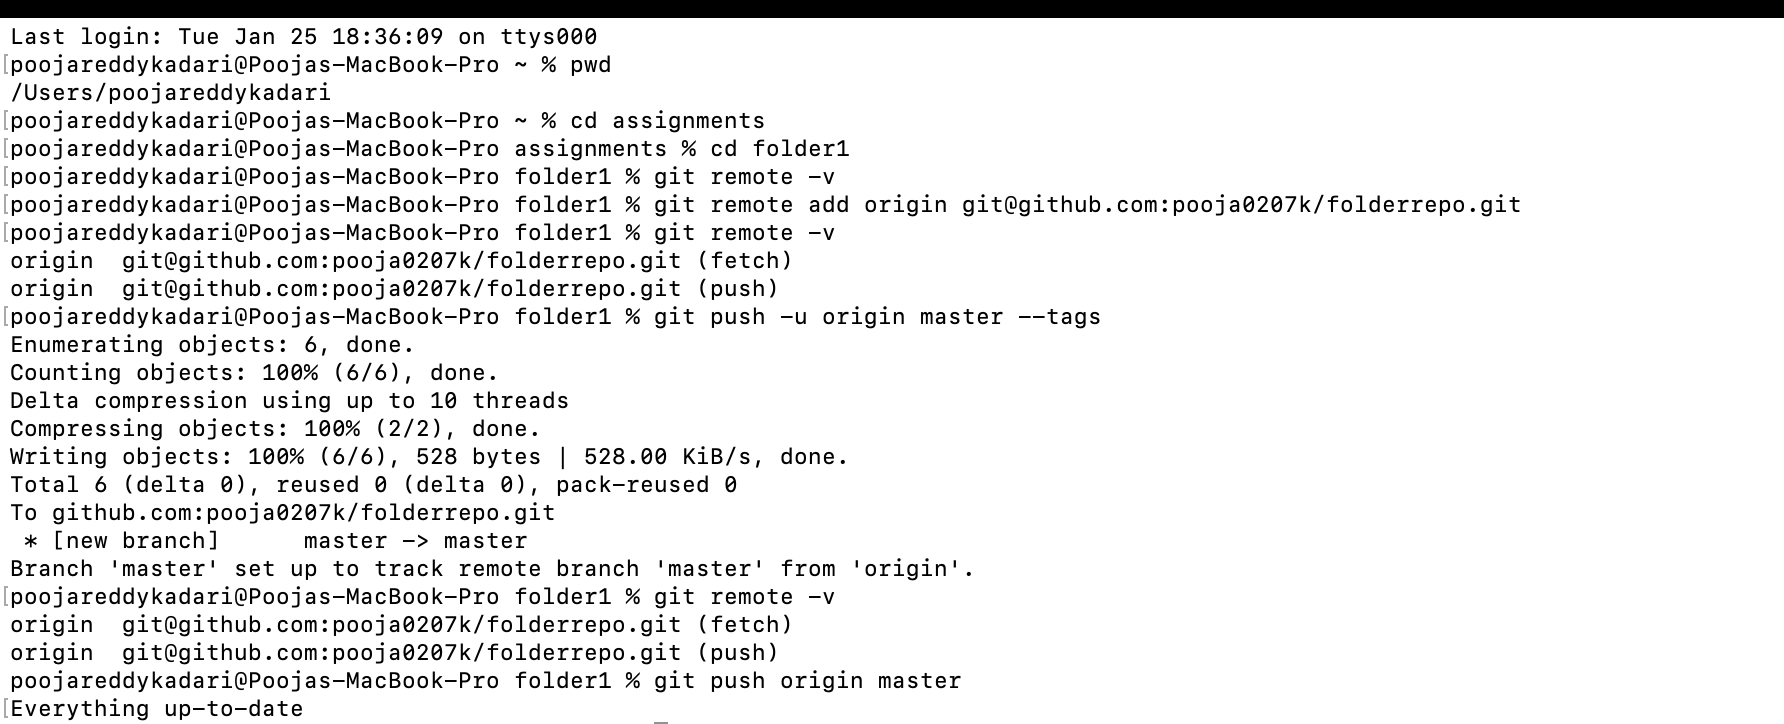 Last login: Tue Jan 25 18:36:09 on ttys000
[poojareddykadari@Poojas-MacBook-Pro ~ % pwd
/Users/poojareddykadari
[poojareddykadari@Poojas-MacBook-Pro ~ % cd assignments
[poojareddykadari@Poojas-MacBook-Pro assignments % cd folder1
[poojareddykadari@Poojas-MacBook-Pro folder1 % git remote -v
[poojareddykadari@Poojas-MacBook-Pro folder1 % git remote add origin git@github.com:pooja0207k/folderrepo.git
[poojareddykadari@Poojas-MacBook-Pro folder1 % git remote -v
origin  git@github.com:pooja0207k/folderrepo.git (fetch)
origin  git@github.com:pooja0207k/folderrepo.git (push)
[poojareddykadari@Poojas-MacBook-Pro folder1 % git push -u origin master --tags
Enumerating objects: 6, done.
Counting objects: 100% (6/6), done.
Delta compression using up to 10 threads
Compressing objects: 100% (2/2), done.
Writing objects: 100% (6/6), 528 bytes | 528.00 KiB/s, done.
Total 6 (delta 0), reused 0 (delta 0), pack-reused 0
To github.com:pooja0207k/folderrepo.git
 * [new branch]      master -> master
Branch 'master' set up to track remote branch 'master' from 'origin'.
[poojareddykadari@Poojas-MacBook-Pro folder1 % git remote -v
origin  git@github.com:pooja0207k/folderrepo.git (fetch)
origin  git@github.com:pooja0207k/folderrepo.git (push)
poojareddykadari@Poojas-MacBook-Pro folder1 % git push origin master
[Everything up-to-date